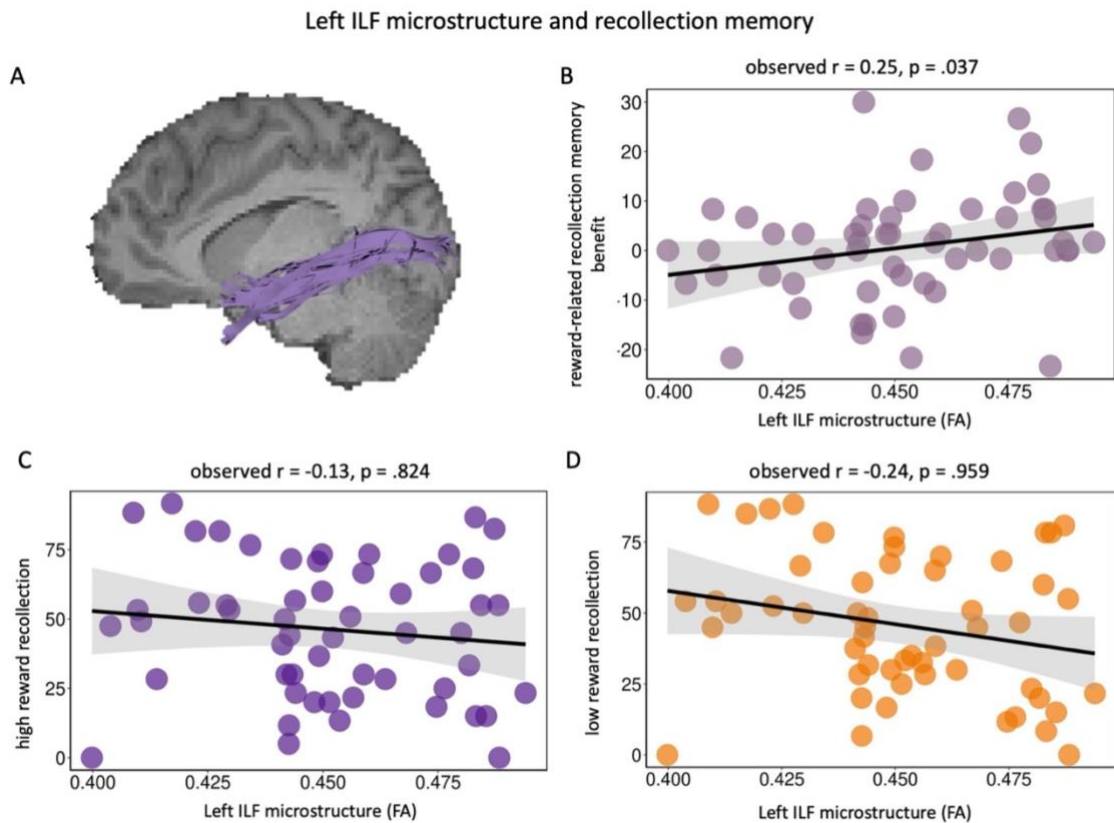 Left ILF microstructure and recollection memory
A
B
observed r = 0.25, p = .037
reward-related recollection memory
benefit
30
20
10
0
-10
-20
0.400 0.425 0.450 0.475
Left ILF microstructure (FA)
C
observed r = -0.13, p = .824
high reward recollection
75
50
25
0
0.400 0.425 0.450 0.475
Left ILF microstructure (FA)
D
observed r = -0.24, p = .959
low reward recollection
75
50
25
0
0.400 0.425 0.450 0.475
Left ILF microstructure (FA)